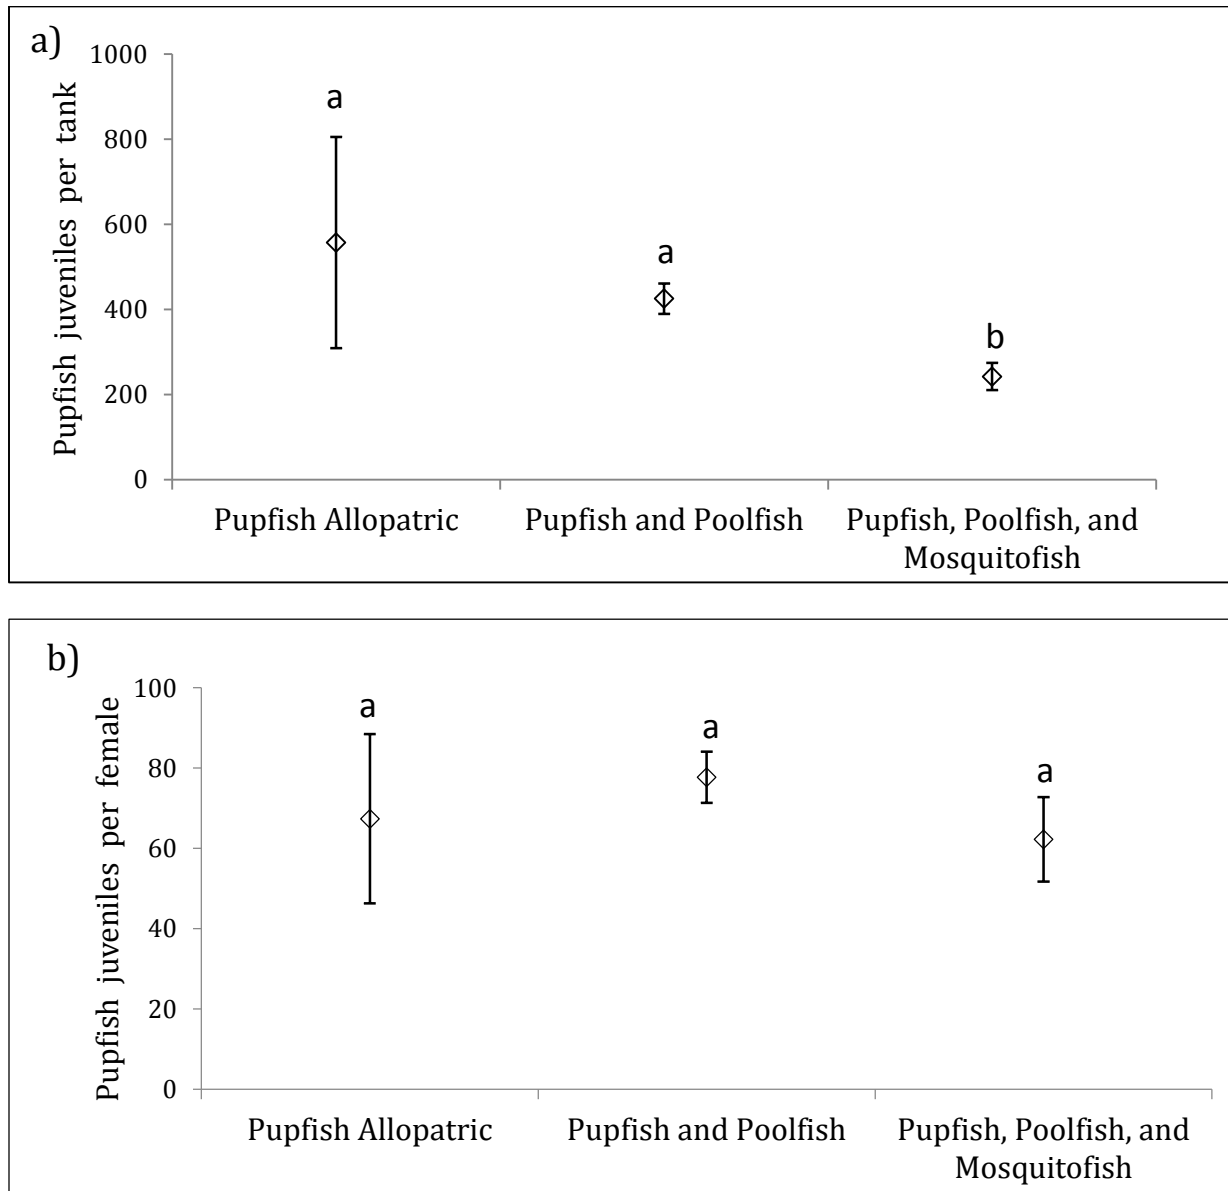 a)
Pupfish juveniles per tank
1000
800
600
400
200
0
a
a
b
Pupfish Allopatric
Pupfish and Poolfish
Pupfish, Poolfish, and
Mosquitofish
b)
Pupfish juveniles per female
100
80
60
40
20
0
a
a
a
Pupfish Allopatric
Pupfish and Poolfish
Pupfish, Poolfish, and
Mosquitofish